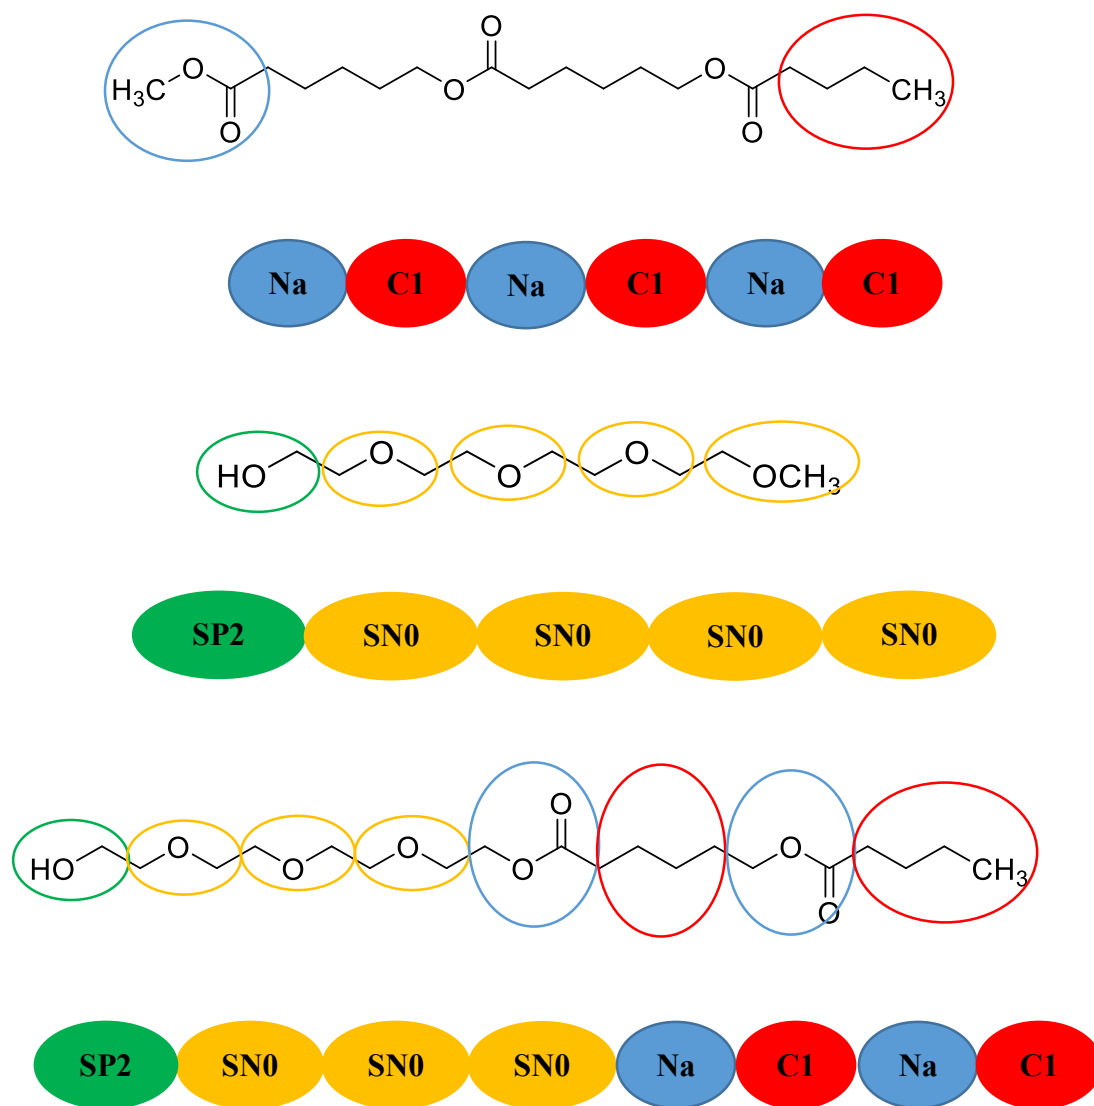 O
H₃C O O CH₃
O O O
Na C1 Na C1 Na C1
HO O O O OCH₃
SP2 SN0 SN0 SN0 SN0
O
HO O O O O O CH₃
O
SP2 SN0 SN0 SN0 Na C1 Na C1